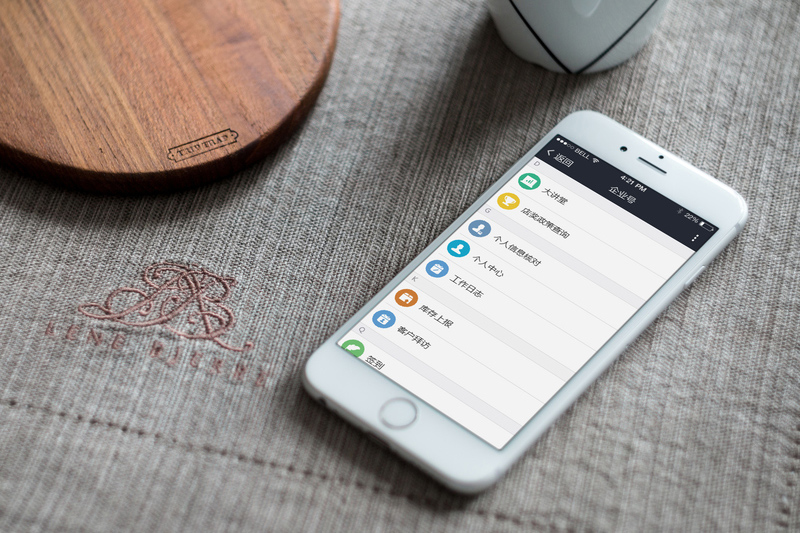 TUUTRAP
BELL
4:21 PM
22%
返回
企业号
D
大讲堂
店奖政策查询
G
个人信息核对
个人中心
工作日志
K
库存上报
客户拜访
Q
签到